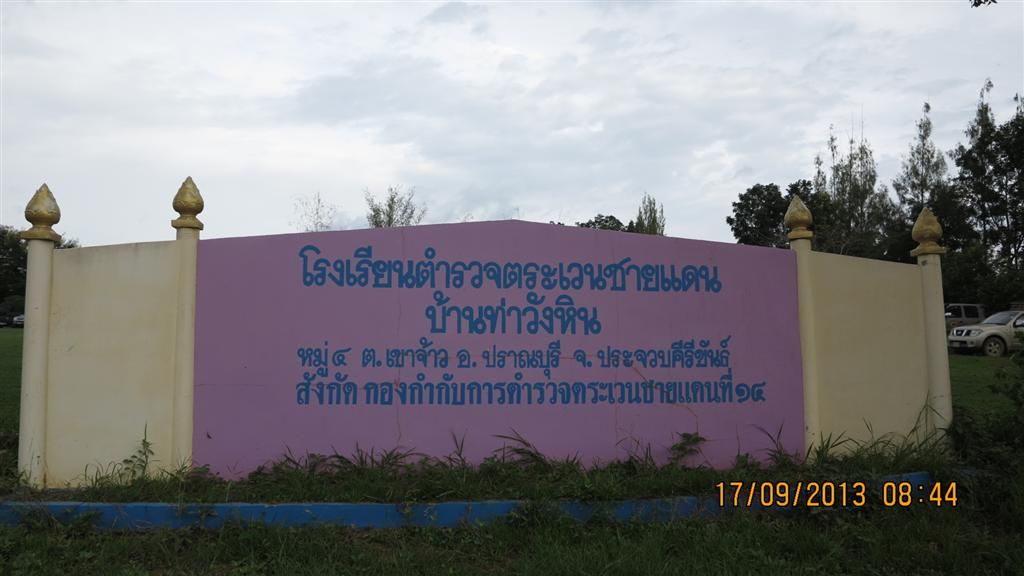 โรงเรียนตำรวจตระเวนชายแดน
บ้านท่าวังหิน
หมู่ ๔ ต. เขาจ้าว อ. ปราณบุรี จ. ประจวบคีรีขันธ์
สังกัด กองกำกับการตำรวจตระเวนชายแดนที่ ๑๔
17/09/2013 08:44